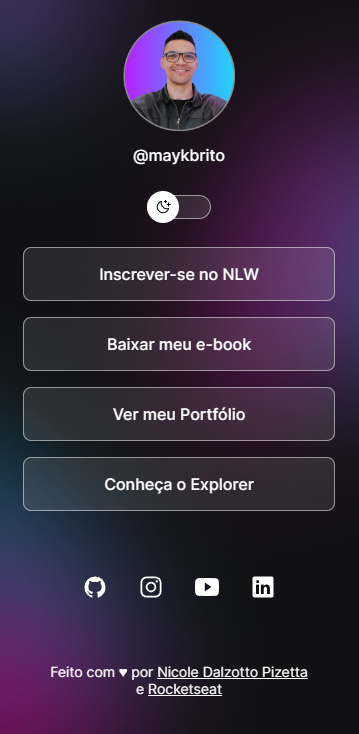 @maykbrito
Inscrever-se no NLW
Baixar meu e-book
Ver meu Portfólio
Conheça o Explorer
Feito com ♥ por Nicole Dalzotto Pizetta
e Rocketseat